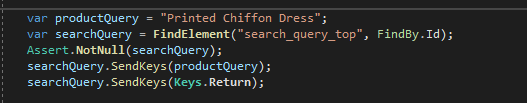 var productQuery = "Printed Chiffon Dress";
var searchQuery = FindElement("search_query_top", FindBy.Id);
Assert.NotNull(searchQuery);
searchQuery.SendKeys(productQuery);
searchQuery.SendKeys(Keys.Return);